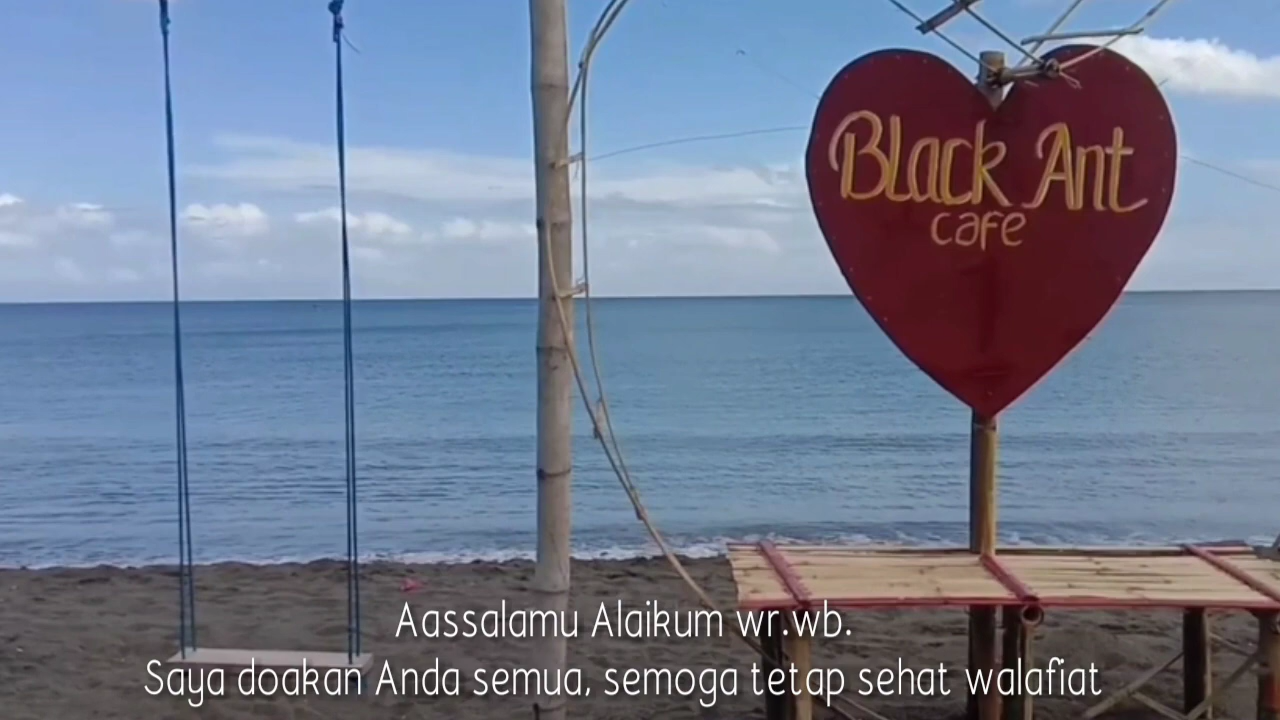 Black Ant
cafe
Aassalamu Alaikum wr.wb.
Saya doakan Anda semua, semoga tetap sehat walafiat